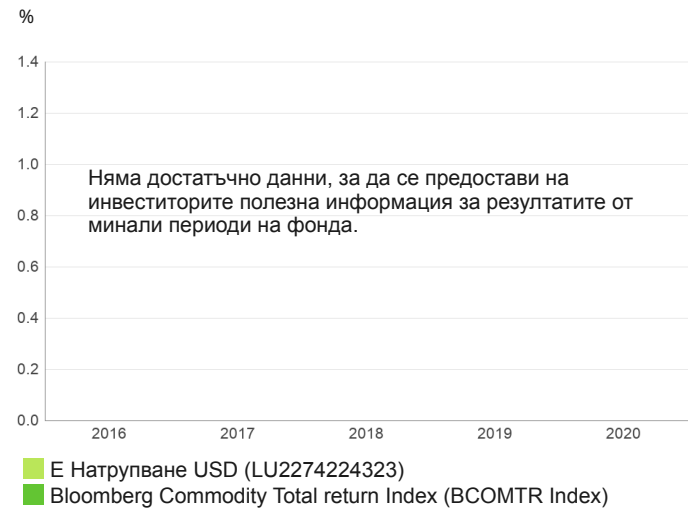 %
1.4
1.2
1.0
Няма достатъчно данни, за да се предостави на
инвеститорите полезна информация за резултатите от
0.8
минали периоди на фонда.
0.6
0.4
0.2
0.0
2016 2017 2018 2019 2020
Е Натрупване USD (LU2274224323)
Bloomberg Commodity Total return Index (BCOMTR Index)